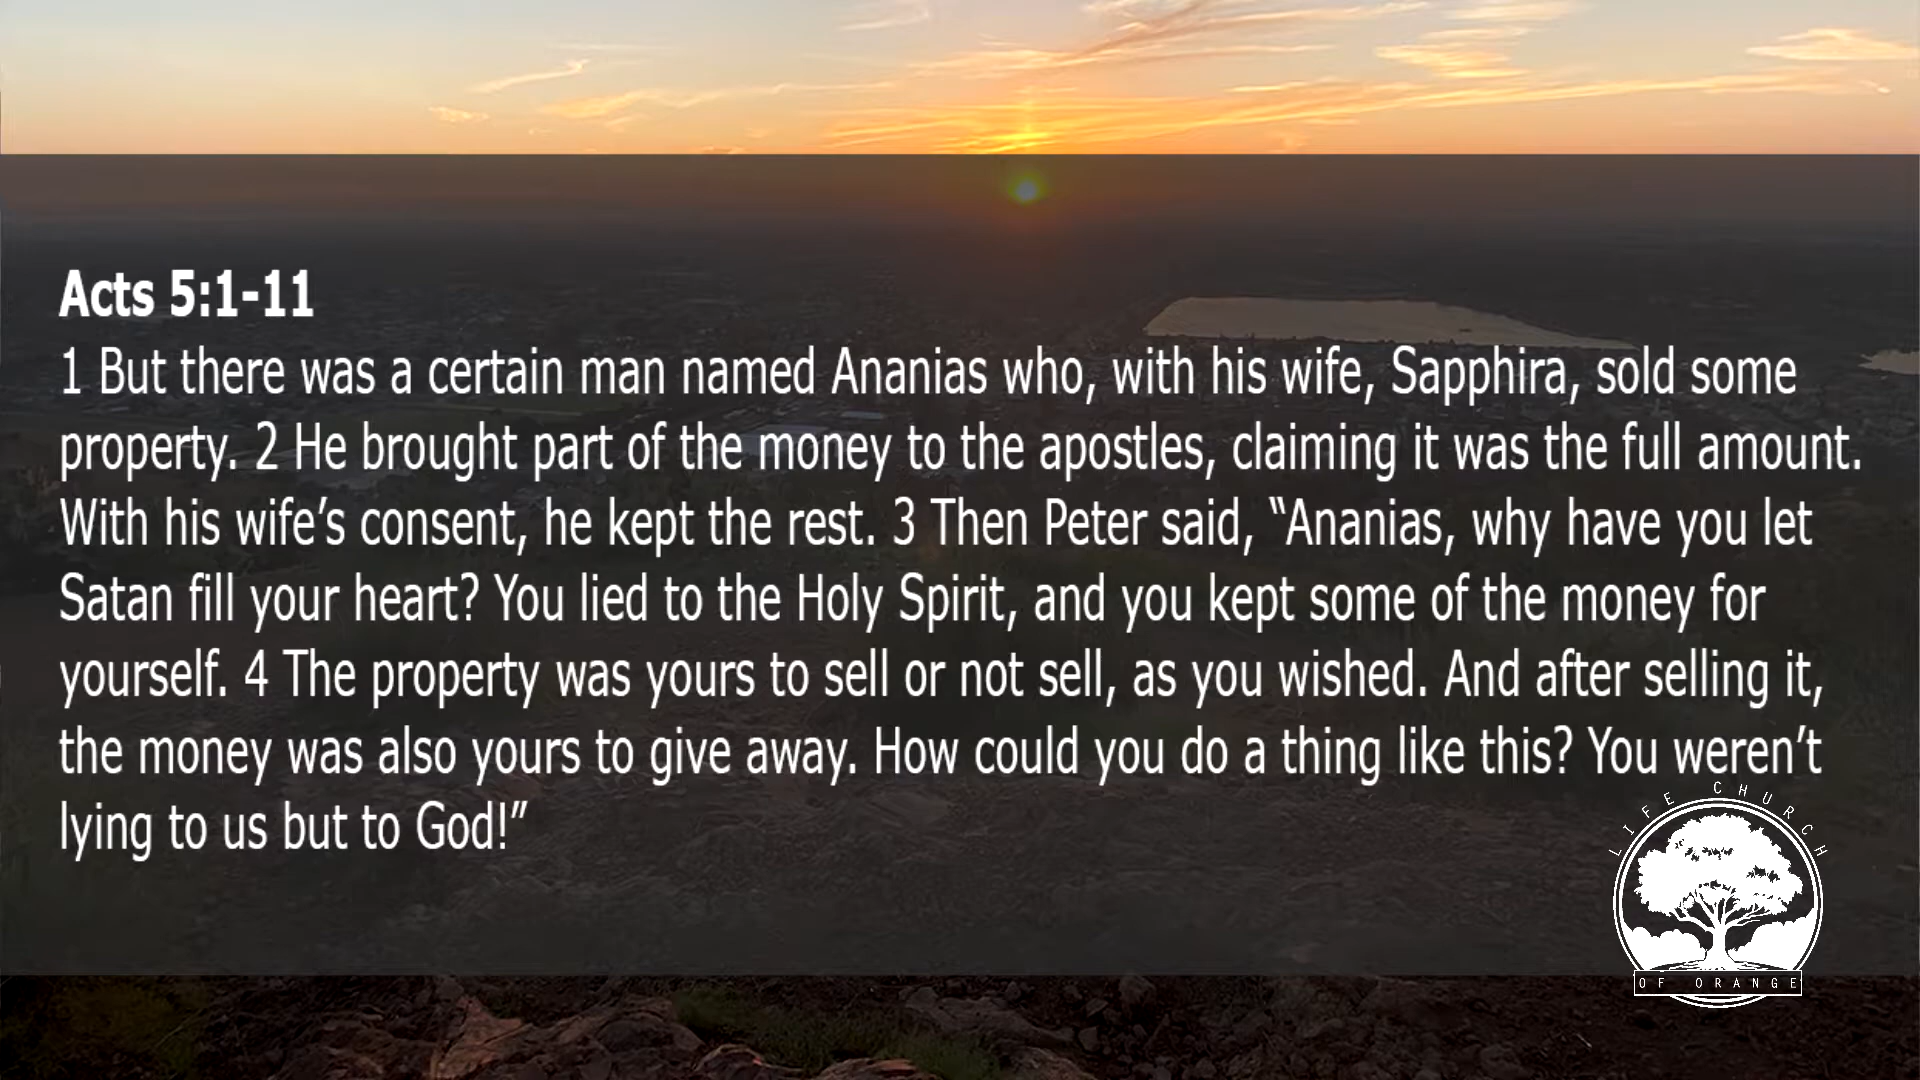 Acts 5:1-11
1 But there was a certain man named Ananias who, with his wife, Sapphira, sold some
property. 2 He brought part of the money to the apostles, claiming it was the full amount.
With his wife’s consent, he kept the rest. 3 Then Peter said, “Ananias, why have you let
Satan fill your heart? You lied to the Holy Spirit, and you kept some of the money for
yourself. 4 The property was yours to sell or not sell, as you wished. And after selling it,
the money was also yours to give away. How could you do a thing like this? You weren’t
lying to us but to God!”
LIFE CHURCH
OF ORANGE